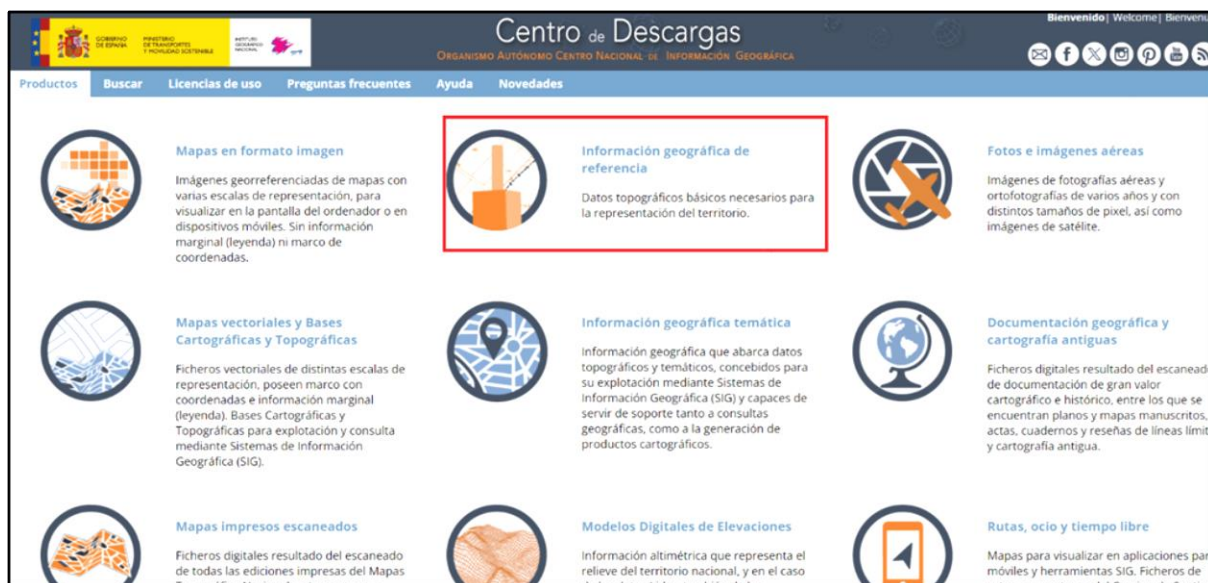 GOBIERNO
DE ESPAÑA
MINISTERIO
DE TRANSPORTES
Y MOVILIDAD SOSTENIBLE
INSTITUTO
GEOGRÁFICO
NACIONAL
Centro de Descargas
Organismo Autónomo Centro Nacional de Información Geográfica
Bienvenido| Welcome| Bienvenu
Productos Buscar Licencias de uso Preguntas frecuentes Ayuda Novedades
Mapas en formato imagen
Imágenes georreferenciadas de mapas con
varias escalas de representación, para
visualizar en la pantalla del ordenador o en
dispositivos móviles. Sin información
marginal (leyenda) ni marco de
coordenadas.
Información geográfica de
referencia
Datos topográficos básicos necesarios para
la representación del territorio.
Fotos e imágenes aéreas
Imágenes de fotografías aéreas y
ortofotografías de varios años y con
distintos tamaños de pixel, así como
imágenes de satélite.
Mapas vectoriales y Bases
Cartográficas y Topográficas
Ficheros vectoriales de distintas escalas de
representación, poseen marco con
coordenadas e información marginal
(leyenda). Bases Cartográficas y
Topográficas para explotación y consulta
mediante Sistemas de Información
Geográfica (SIG).
Información geográfica temática
Información geográfica que abarca datos
topográficos y temáticos, concebidos para
su explotación mediante Sistemas de
Información Geográfica (SIG) y capaces de
servir de soporte tanto a consultas
geográficas, como a la generación de
productos cartográficos.
Documentación geográfica y
cartografía antiguas
Ficheros digitales resultado del escaneado
de documentación de gran valor
cartográfico e histórico, entre los que se
encuentran planos y mapas manuscritos,
actas, cuadernos y reseñas de líneas límit
y cartografía antigua.
Mapas impresos escaneados
Ficheros digitales resultado del escaneado
de todas las ediciones impresas del Mapas
Modelos Digitales de Elevaciones
Información altimétrica que representa el
relieve del territorio nacional, y en el caso
Rutas, ocio y tiempo libre
Mapas para visualizar en aplicaciones par
móviles y herramientas SIG. Ficheros de